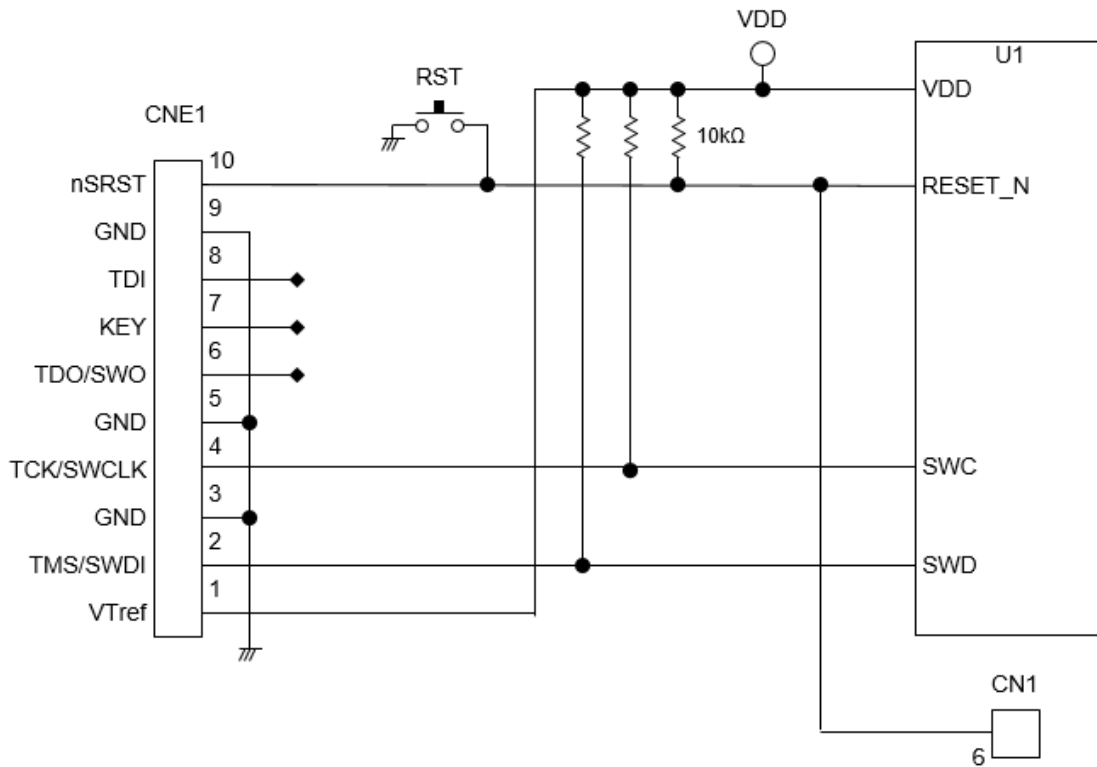 VDD
U1
RST
VDD
CNE1
10kΩ
10
nSRST
RESET_N
9
GND
8
TDI
7
KEY
6
TDO/SWO
5
GND
4
TCK/SWCLK
SWC
3
GND
2
TMS/SWDI
SWD
1
VTref
CN1
6